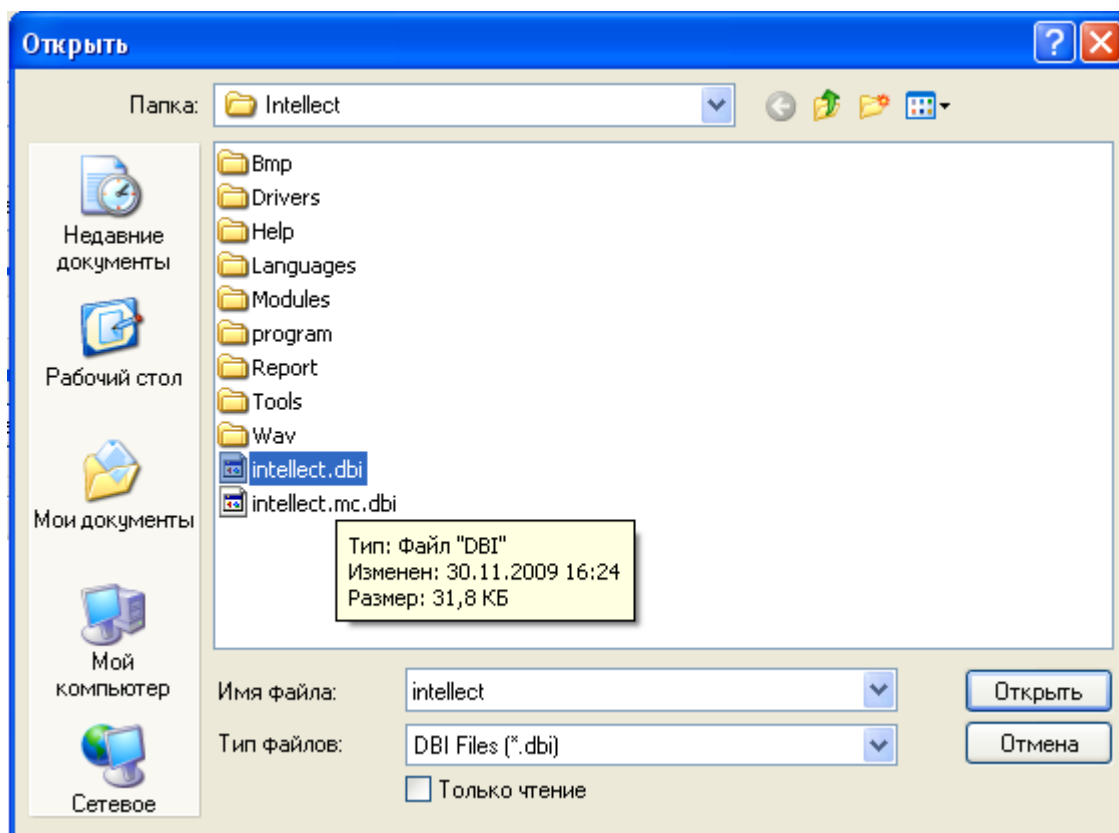 Открыть
Папка:
Intellect
Недавние
документы
Рабочий стол
Мои документы
Мой
компьютер
Сетевое
Bmp
Drivers
Help
Languages
Modules
program
Report
Tools
Wav
intellect.dbi
intellect.mc.dbi
Тип: Файл "DBI"
Изменен: 30.11.2009 16:24
Размер: 31,8 КБ
Имя файла:
intellect
Открыть
Тип файлов:
DBI Files (*.dbi)
Отмена
Только чтение